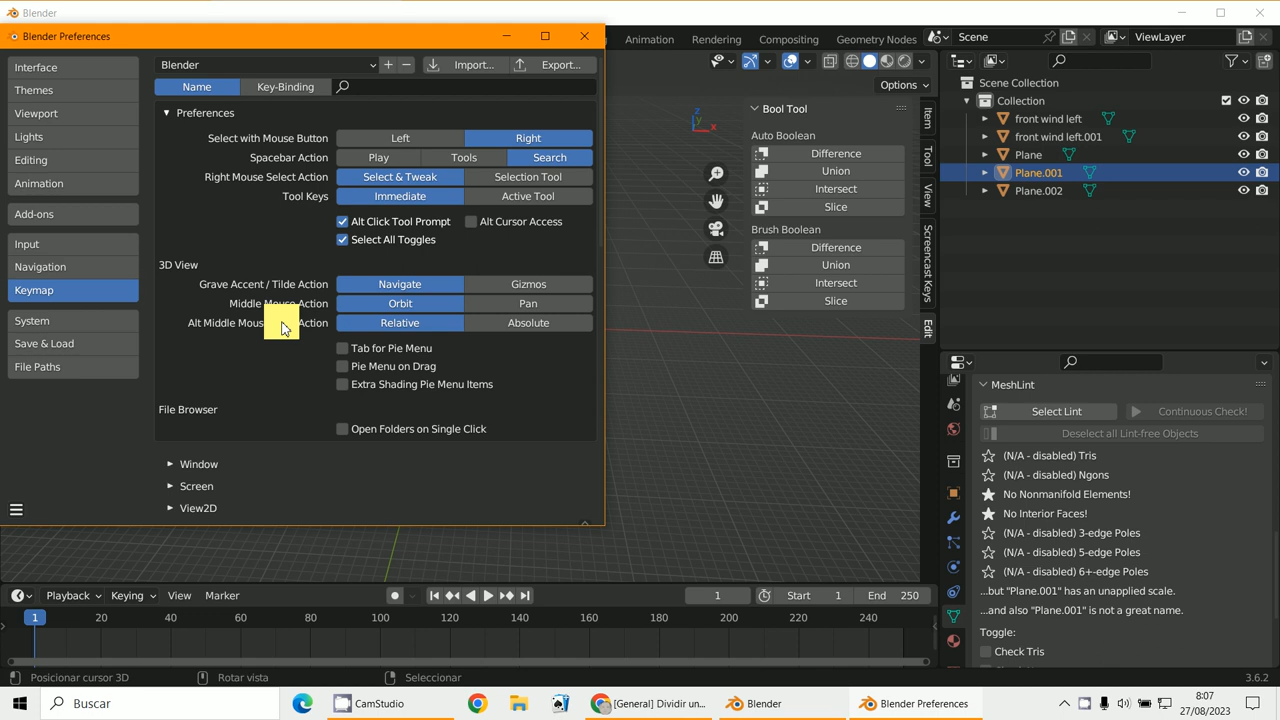 Blender
Blender Preferences
Animation
Rendering
Compositing
Geometry Nodes
Scene
ViewLayer
Interface
Themes
Viewport
Lights
Editing
Animation
Add-ons
Input
Navigation
Keymap
System
Save & Load
File Paths
Blender
Import...
Export...
Name
Key-Binding
Preferences
Select with Mouse Button
Left
Right
Spacebar Action
Play
Tools
Search
Right Mouse Select Action
Select & Tweak
Selection Tool
Tool Keys
Immediate
Active Tool
Alt Click Tool Prompt
Alt Cursor Access
Select All Toggles
3D View
Grave Accent / Tilde Action
Navigate
Gizmos
Middle Mouse Action
Orbit
Pan
Alt Middle Mous Action
Relative
Absolute
Tab for Pie Menu
Pie Menu on Drag
Extra Shading Pie Menu Items
File Browser
Open Folders on Single Click
Window
Screen
View2D
Options
Z
Y
X
Bool Tool
Auto Boolean
Difference
Union
Intersect
Slice
Brush Boolean
Difference
Union
Intersect
Slice
Item
Tool
View
Screencast Keys
Edit
Scene Collection
Collection
front wind left
front wind left.001
Plane
Plane.001
Plane.002
MeshLint
Select Lint
Continuous Check!
Deselect all Lint-free Objects
(N/A - disabled) Tris
(N/A - disabled) Ngons
No Nonmanifold Elements!
No Interior Faces!
(N/A - disabled) 3-edge Poles
(N/A - disabled) 5-edge Poles
(N/A - disabled) 6+-edge Poles
...but "Plane.001" has an unapplied scale.
...and also "Plane.001" is not a great name.
Toggle:
Check Tris
Playback
Keying
View
Marker
1
Start 1
End 250
1 20 40 60 80 100 120 140 160 180 200 220 240
Posicionar cursor 3D
Rotar vista
Seleccionar
3.6.2
Buscar
CamStudio
[General] Dividir un...
Blender
Blender Preferences
8:07
27/08/2023